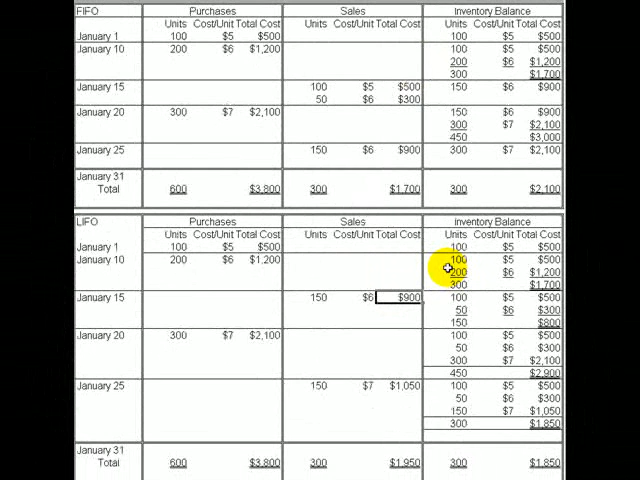 FIFO Purchases Sales Inventory Balance
Units Cost/Unit Total Cost Units Cost/Unit Total Cost Units Cost/Unit Total Cost
January 1 100 $5 $500 100 $5 $500
January 10 200 $6 $1,200 100 $5 $500
200 $6 $1,200
300 $1,700
January 15 100 $5 $500 150 $6 $900
50 $6 $300
January 20 300 $7 $2,100 150 $6 $900
300 $7 $2,100
450 $3,000
January 25 150 $6 $900 300 $7 $2,100
January 31
Total 600 $3,800 300 $1,700 300 $2,100
LIFO Purchases Sales Inventory Balance
Units Cost/Unit Total Cost Units Cost/Unit Total Cost Units Cost/Unit Total Cost
January 1 100 $5 $500 100 $5 $500
January 10 200 $6 $1,200 100 $5 $500
200 $6 $1,200
300 $1,700
January 15 150 $6 $900 100 $5 $500
50 $6 $300
150 $800
January 20 300 $7 $2,100 100 $5 $500
50 $6 $300
300 $7 $2,100
450 $2,900
January 25 150 $7 $1,050 100 $5 $500
50 $6 $300
150 $7 $1,050
300 $1,850
January 31
Total 600 $3,800 300 $1,950 300 $1,850